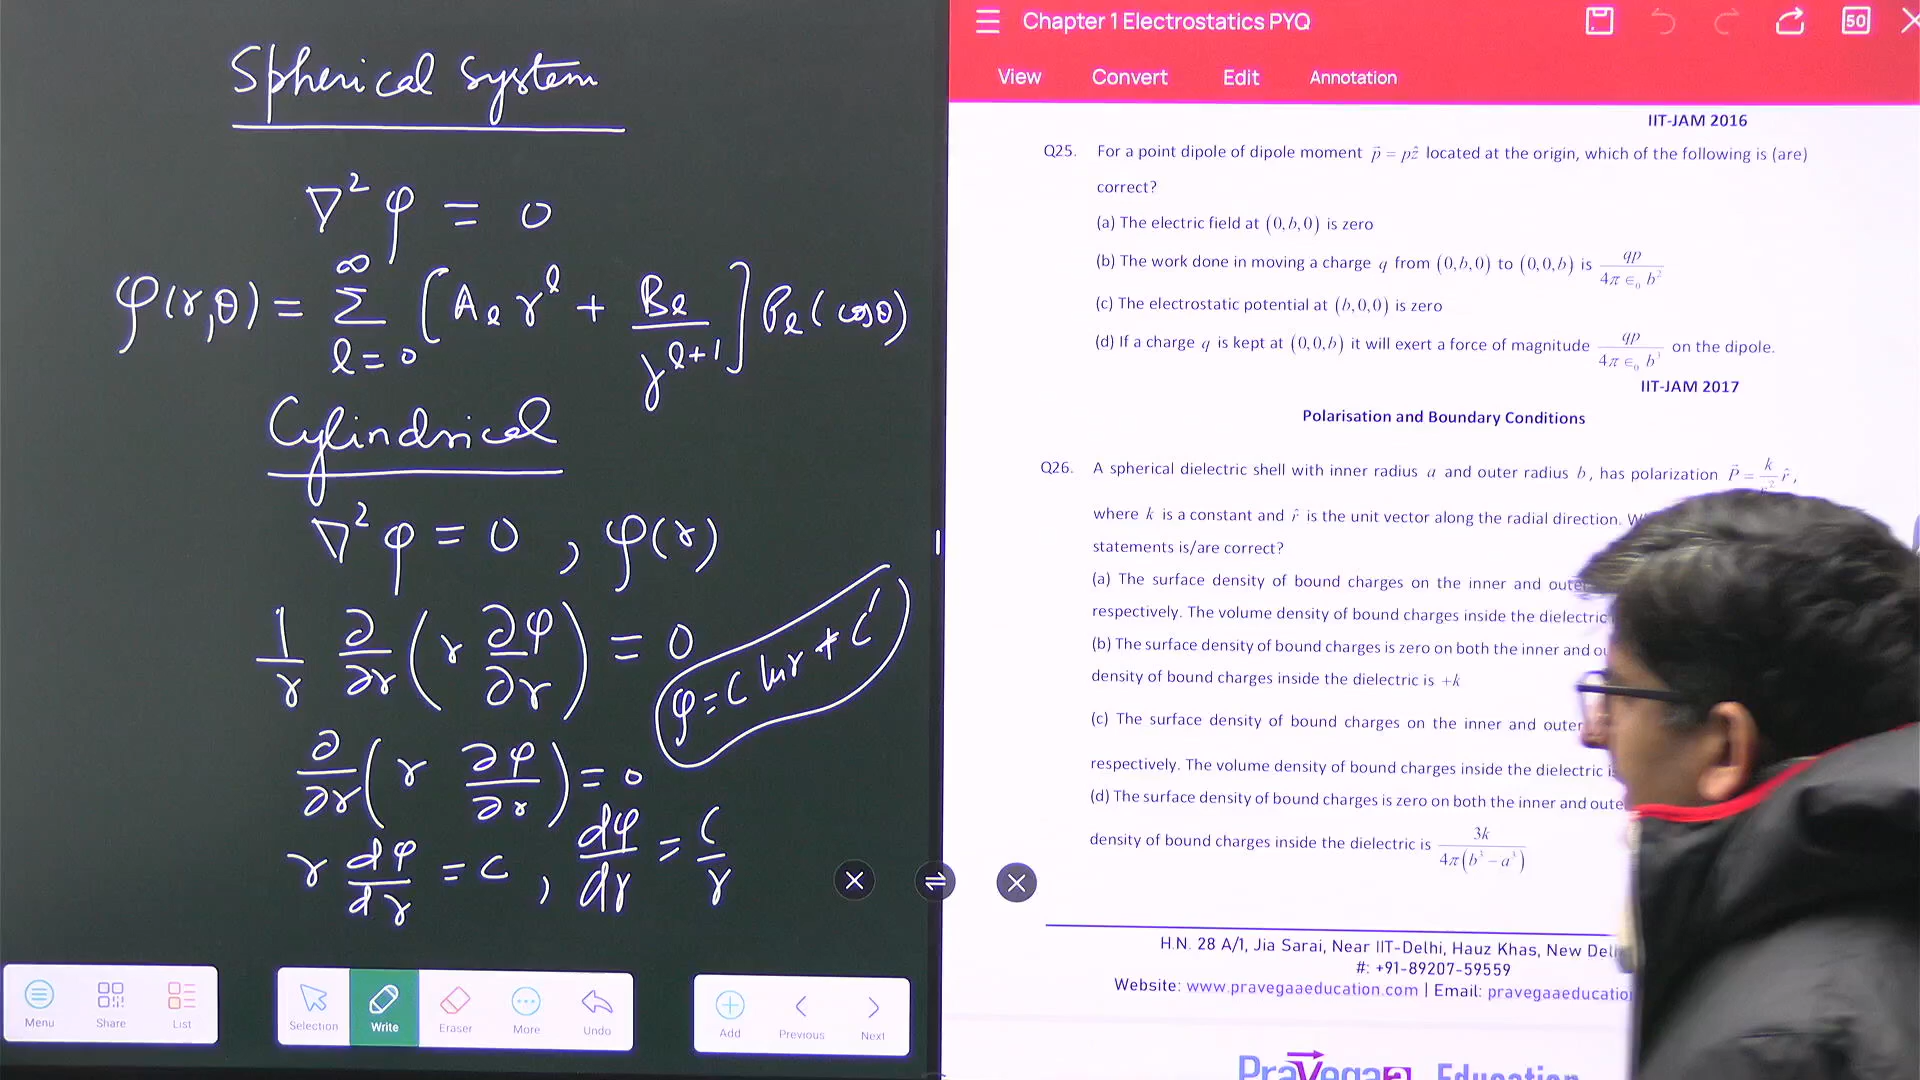 Spherical system
∇²φ = 0
φ(r,θ) = Σ_{l=0}^{∞} [A_l r^l + B_l / r^{l+1}] P_l(cosθ)
Cylindrical
∇²φ = 0 , φ(r)
1/r ∂/∂r (r ∂φ/∂r) = 0
φ = c lnr + c'
∂/∂r (r ∂φ/∂r) = 0
r dφ/dr = c , dφ/dr = c/r
Menu
Share
List
Selection
Write
Eraser
More
Undo
Add
Previous
Next
Chapter 1 Electrostatics PYQ
50
View Convert Edit Annotation
IIT-JAM 2016
Q25. For a point dipole of dipole moment p⃗ = pẑ located at the origin, which of the following is (are)
correct?
(a) The electric field at (0,b,0) is zero
(b) The work done in moving a charge q from (0,b,0) to (0,0,b) is qp / 4π ∈₀ b²
(c) The electrostatic potential at (b,0,0) is zero
(d) If a charge q is kept at (0,0,b) it will exert a force of magnitude qp / 4π ∈₀ b³ on the dipole.
IIT-JAM 2017
Polarisation and Boundary Conditions
Q26. A spherical dielectric shell with inner radius a and outer radius b, has polarization P⃗ = k / r² r̂,
where k is a constant and r̂ is the unit vector along the radial direction.
statements is/are correct?
(a) The surface density of bound charges on the inner and
respectively. The volume density of bound charges inside the dielectric
(b) The surface density of bound charges is zero on both the inner and
density of bound charges inside the dielectric is +k
(c) The surface density of bound charges on the inner and outer
respectively. The volume density of bound charges inside the dielectric
(d) The surface density of bound charges is zero on both the inner and
density of bound charges inside the dielectric is 3k / 4π(b³ − a³)
H.N. 28 A/1, Jia Sarai, Near IIT-Delhi, Hauz Khas, New
#: +91-89207-59559
Website: www.pravegaaeducation.com | Email:
Education